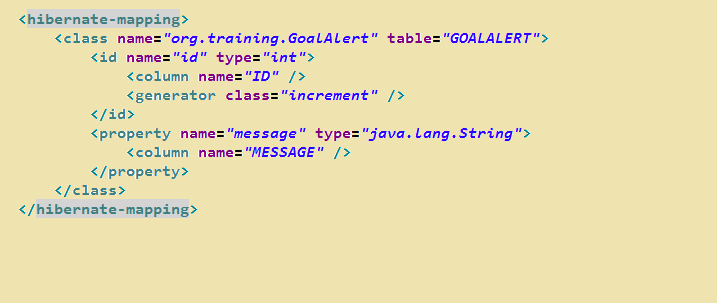 <hibernate-mapping>
<class name="org.training.GoalAlert" table="GOALALERT">
<id name="id" type="int">
<column name="ID" />
<generator class="increment" />
</id>
<property name="message" type="java.lang.String">
<column name="MESSAGE" />
</property>
</class>
</hibernate-mapping>